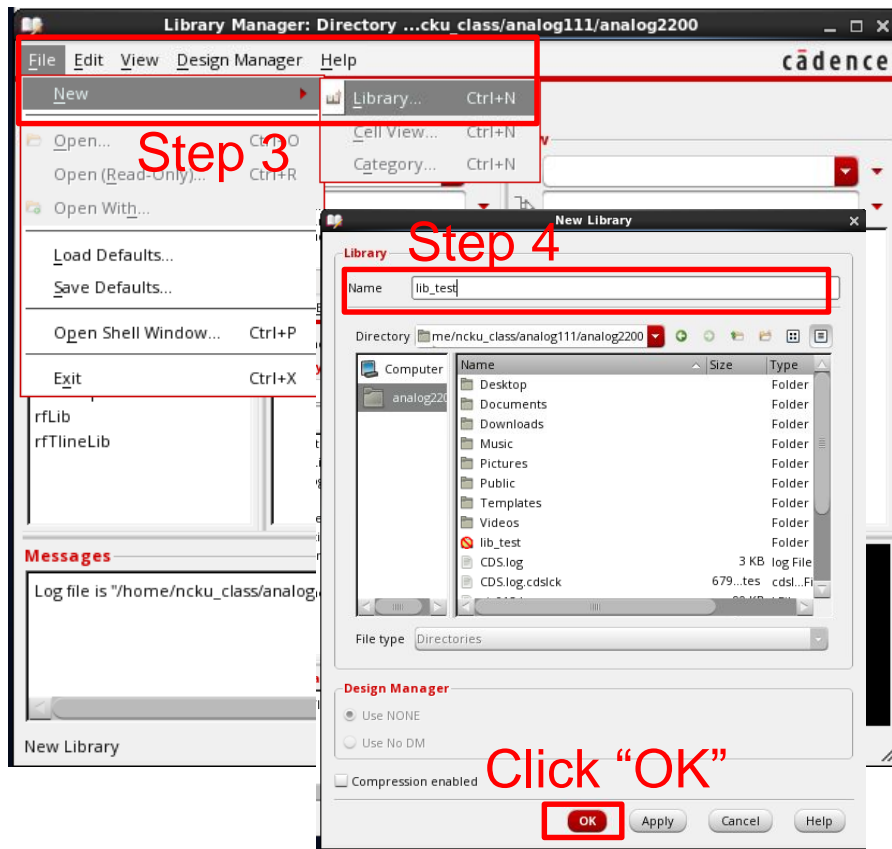 Library Manager: Directory ...cku_class/analog111/analog2200
File Edit View Design Manager Help
cādence
New
Library... Ctrl+N
Open... Ctrl+O
Cell View... Ctrl+N
Step 3
Open (Read-Only)... Ctrl+R
Category... Ctrl+N
Open With...
Load Defaults...
Save Defaults...
Open Shell Window... Ctrl+P
Exit Ctrl+X
rfLib
rfTlineLib
Messages
Log file is "/home/ncku_class/analog
New Library
New Library
Step 4
Library
Name lib_test
Directory me/ncku_class/analog111/analog2200
Computer
analog220
Name Size Type
Desktop Folder
Documents Folder
Downloads Folder
Music Folder
Pictures Folder
Public Folder
Templates Folder
Videos Folder
lib_test Folder
CDS.log 3 KB log File
CDS.log.cdslck 679...tes cdsl...Fi
File type Directories
Design Manager
Use NONE
Use No DM
Compression enabled
Click “OK”
OK Apply Cancel Help